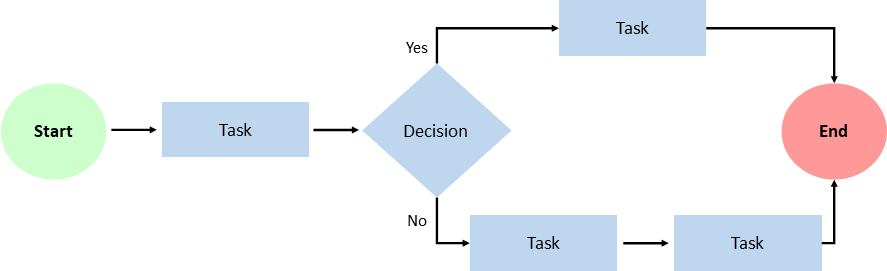 Start
Task
Decision
Yes
Task
No
Task
Task
End